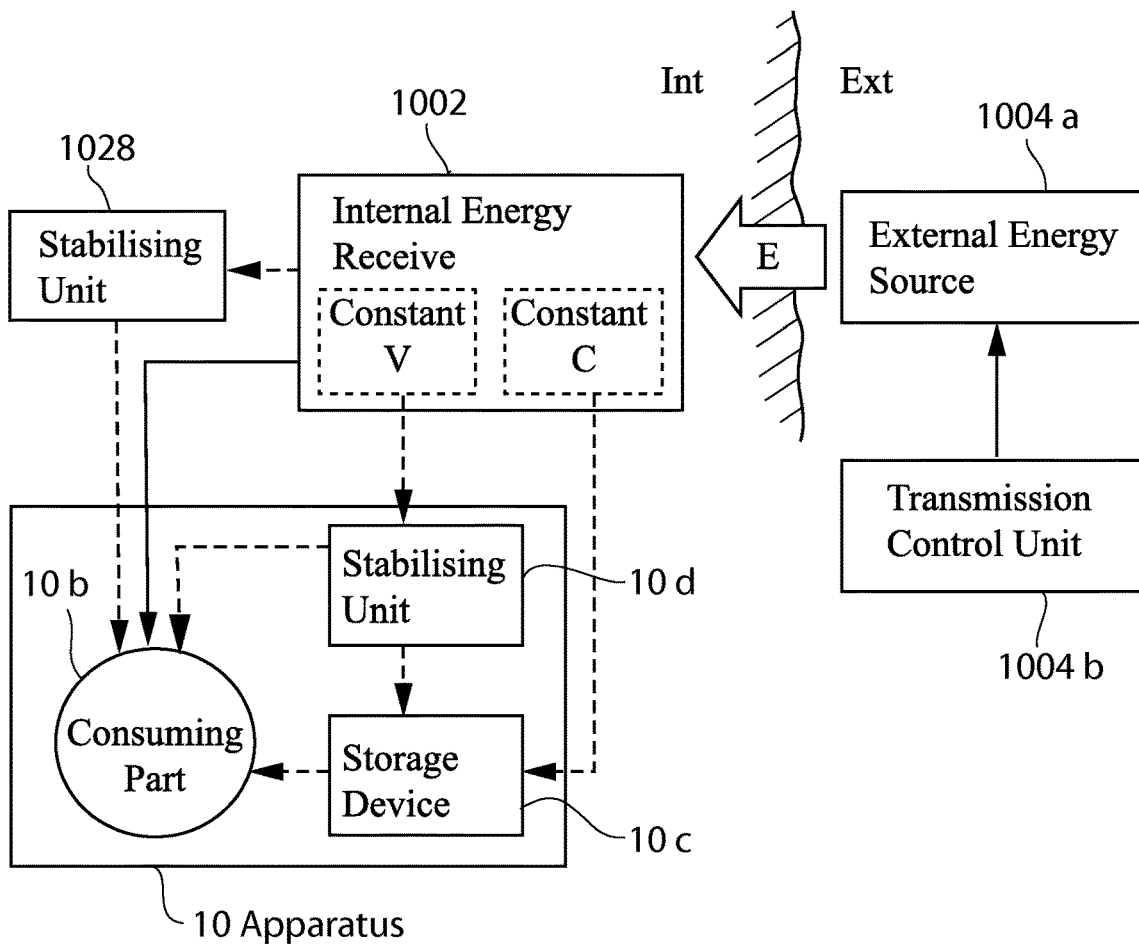 Int
Ext
1002
1004 a
1028
Stabilising
Unit
Internal Energy
Receive
Constant
V
Constant
C
E
External Energy
Source
Transmission
Control Unit
1004 b
10 b
Stabilising
Unit
10 d
Consuming
Part
Storage
Device
10 c
10 Apparatus